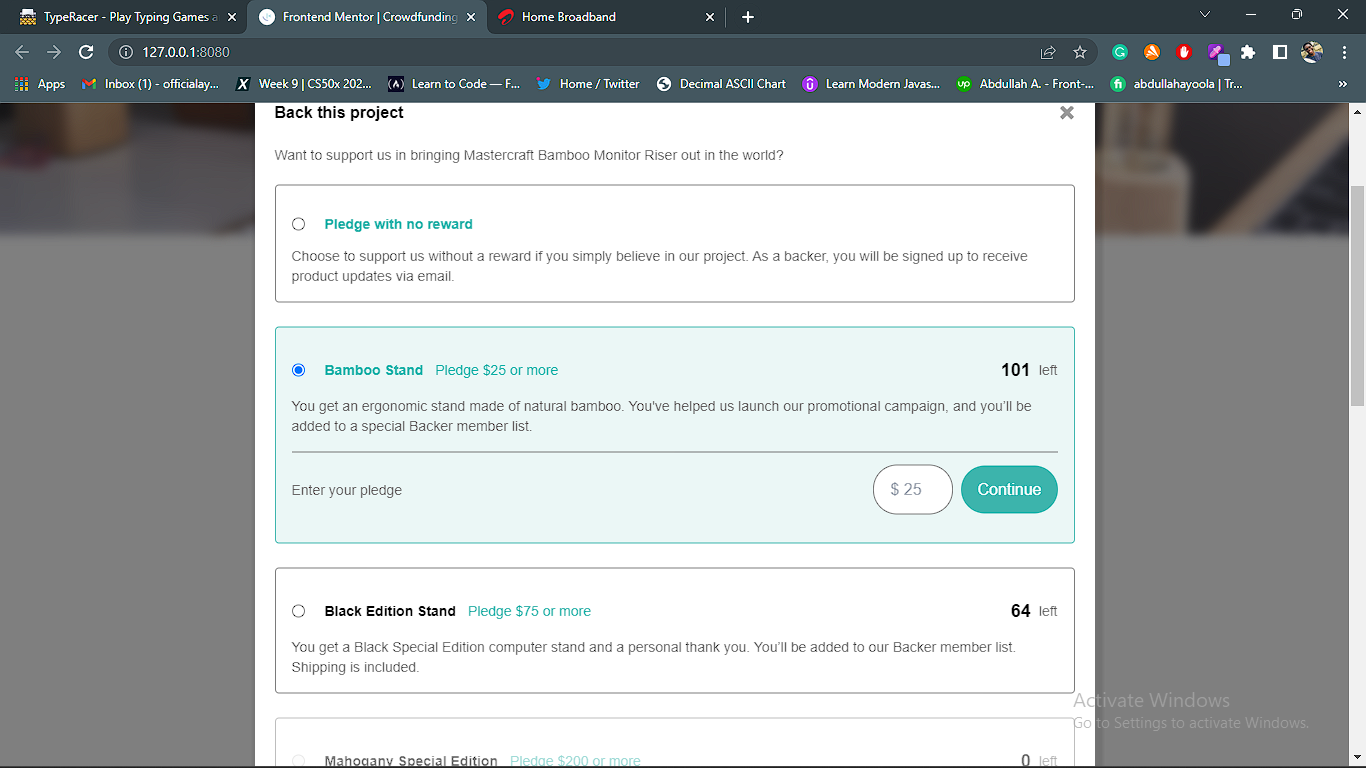 TypeRacer - Play Typing Games a
Frontend Mentor | Crowdfunding
Home Broadband
127.0.0.1:8080
Apps
Inbox (1) - officialay...
Week 9 | CS50x 202...
Learn to Code — F...
Home / Twitter
Decimal ASCII Chart
Learn Modern Javas...
Abdullah A. - Front-...
abdullahayoola | Tr...
Back this project
Want to support us in bringing Mastercraft Bamboo Monitor Riser out in the world?
Pledge with no reward
Choose to support us without a reward if you simply believe in our project. As a backer, you will be signed up to receive
product updates via email.
Bamboo Stand Pledge $25 or more 101 left
You get an ergonomic stand made of natural bamboo. You've helped us launch our promotional campaign, and you'll be
added to a special Backer member list.
Enter your pledge $ 25 Continue
Black Edition Stand Pledge $75 or more 64 left
You get a Black Special Edition computer stand and a personal thank you. You'll be added to our Backer member list.
Shipping is included.
Activate Windows
Go to Settings to activate Windows.
Mahogany Special Edition Pledge $200 or more 0 left